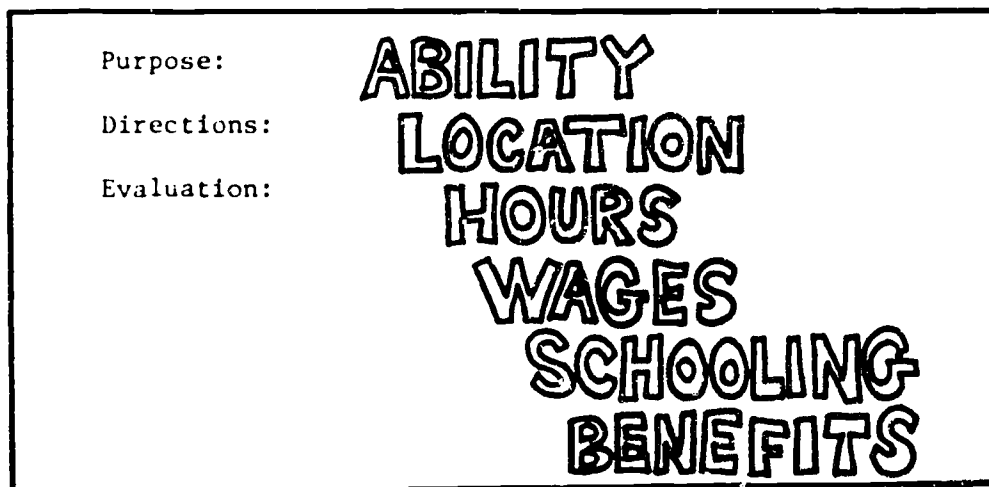 Purpose:
Directions:
Evaluation:
ABILITY
LOCATION
HOURS
WAGES
SCHOOLING
BENEFITS